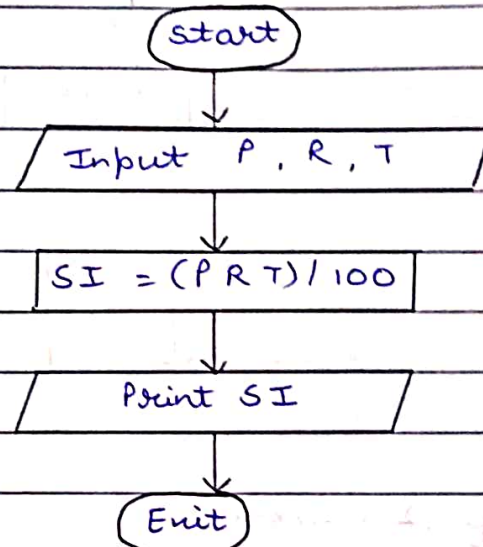 Start
Input P, R, T
SI = (P R T) / 100
Print SI
Exit